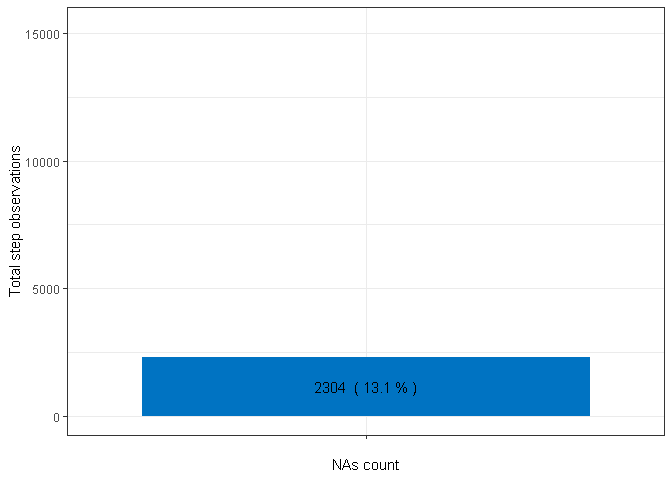 15000
10000
5000
0
Total step observations
2304 ( 13.1 % )
NAs count